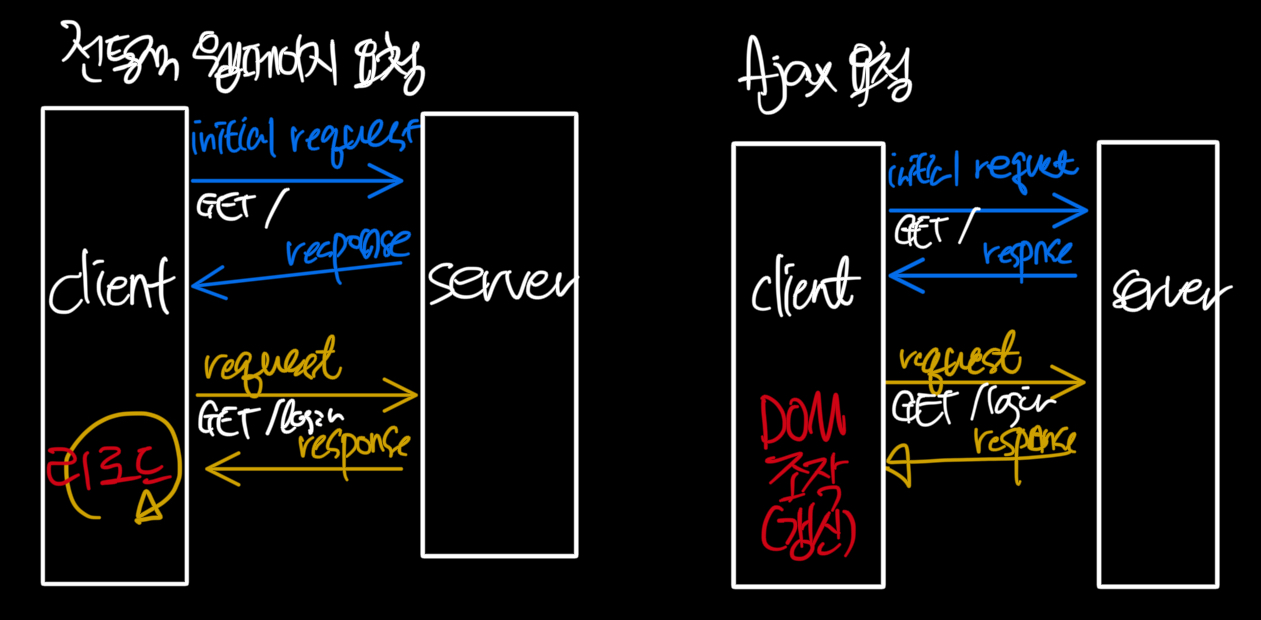 전통적 웹페이지 요청
initial request
GET /
response
client
server
request
GET /login
response
리로드
Ajax 요청
initial request
GET /
respnse
client
server
request
GET /login
response
DOM
조작
(갱신)